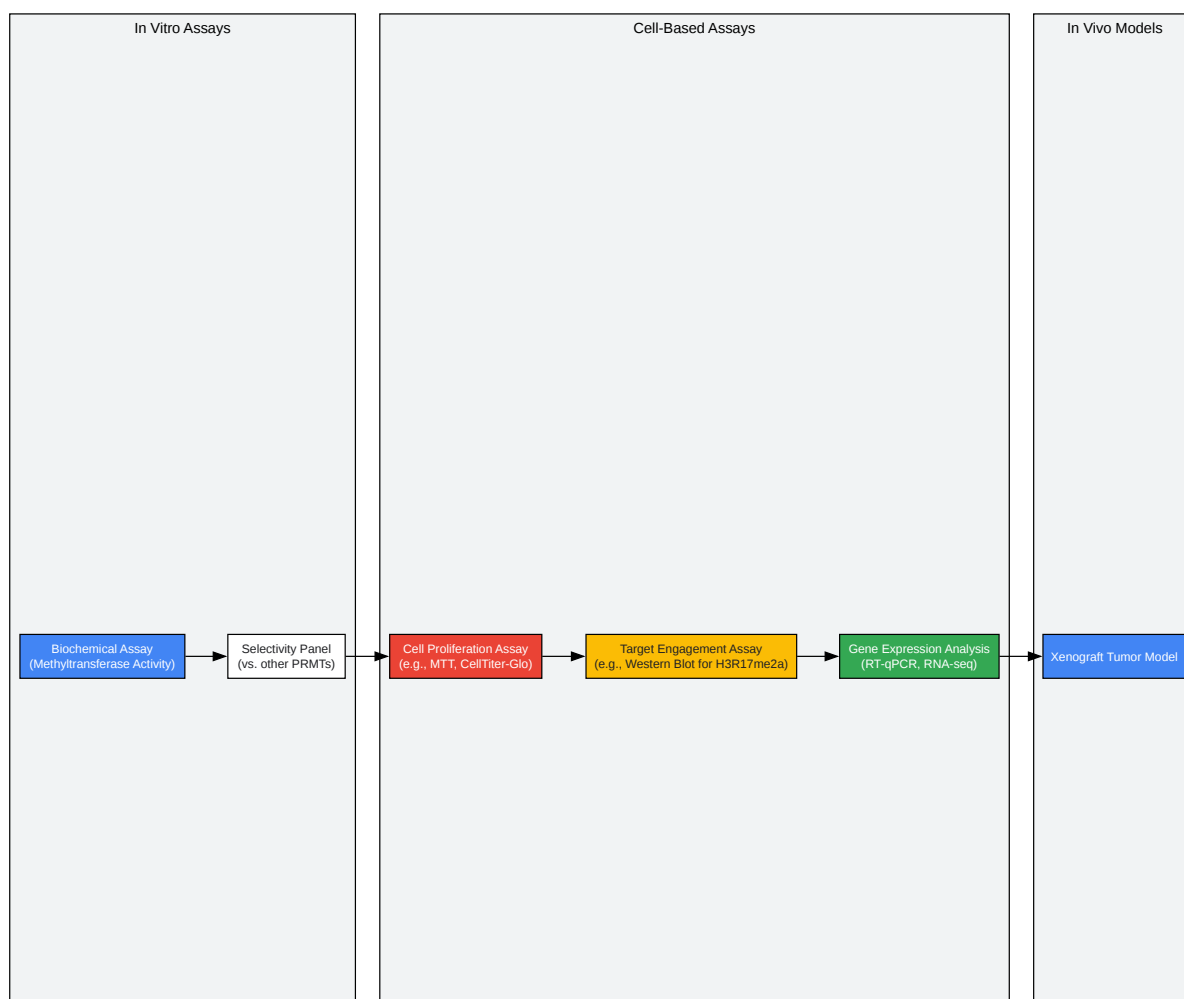 In Vitro Assays
Cell-Based Assays
In Vivo Models
Biochemical Assay
(Methyltransferase Activity)
Selectivity Panel
(vs. other PRMTs)
Cell Proliferation Assay
(e.g., MTT, CellTiter-Glo)
Target Engagement Assay
(e.g., Western Blot for H3R17me2a)
Gene Expression Analysis
(RT-qPCR, RNA-seq)
Xenograft Tumor Model